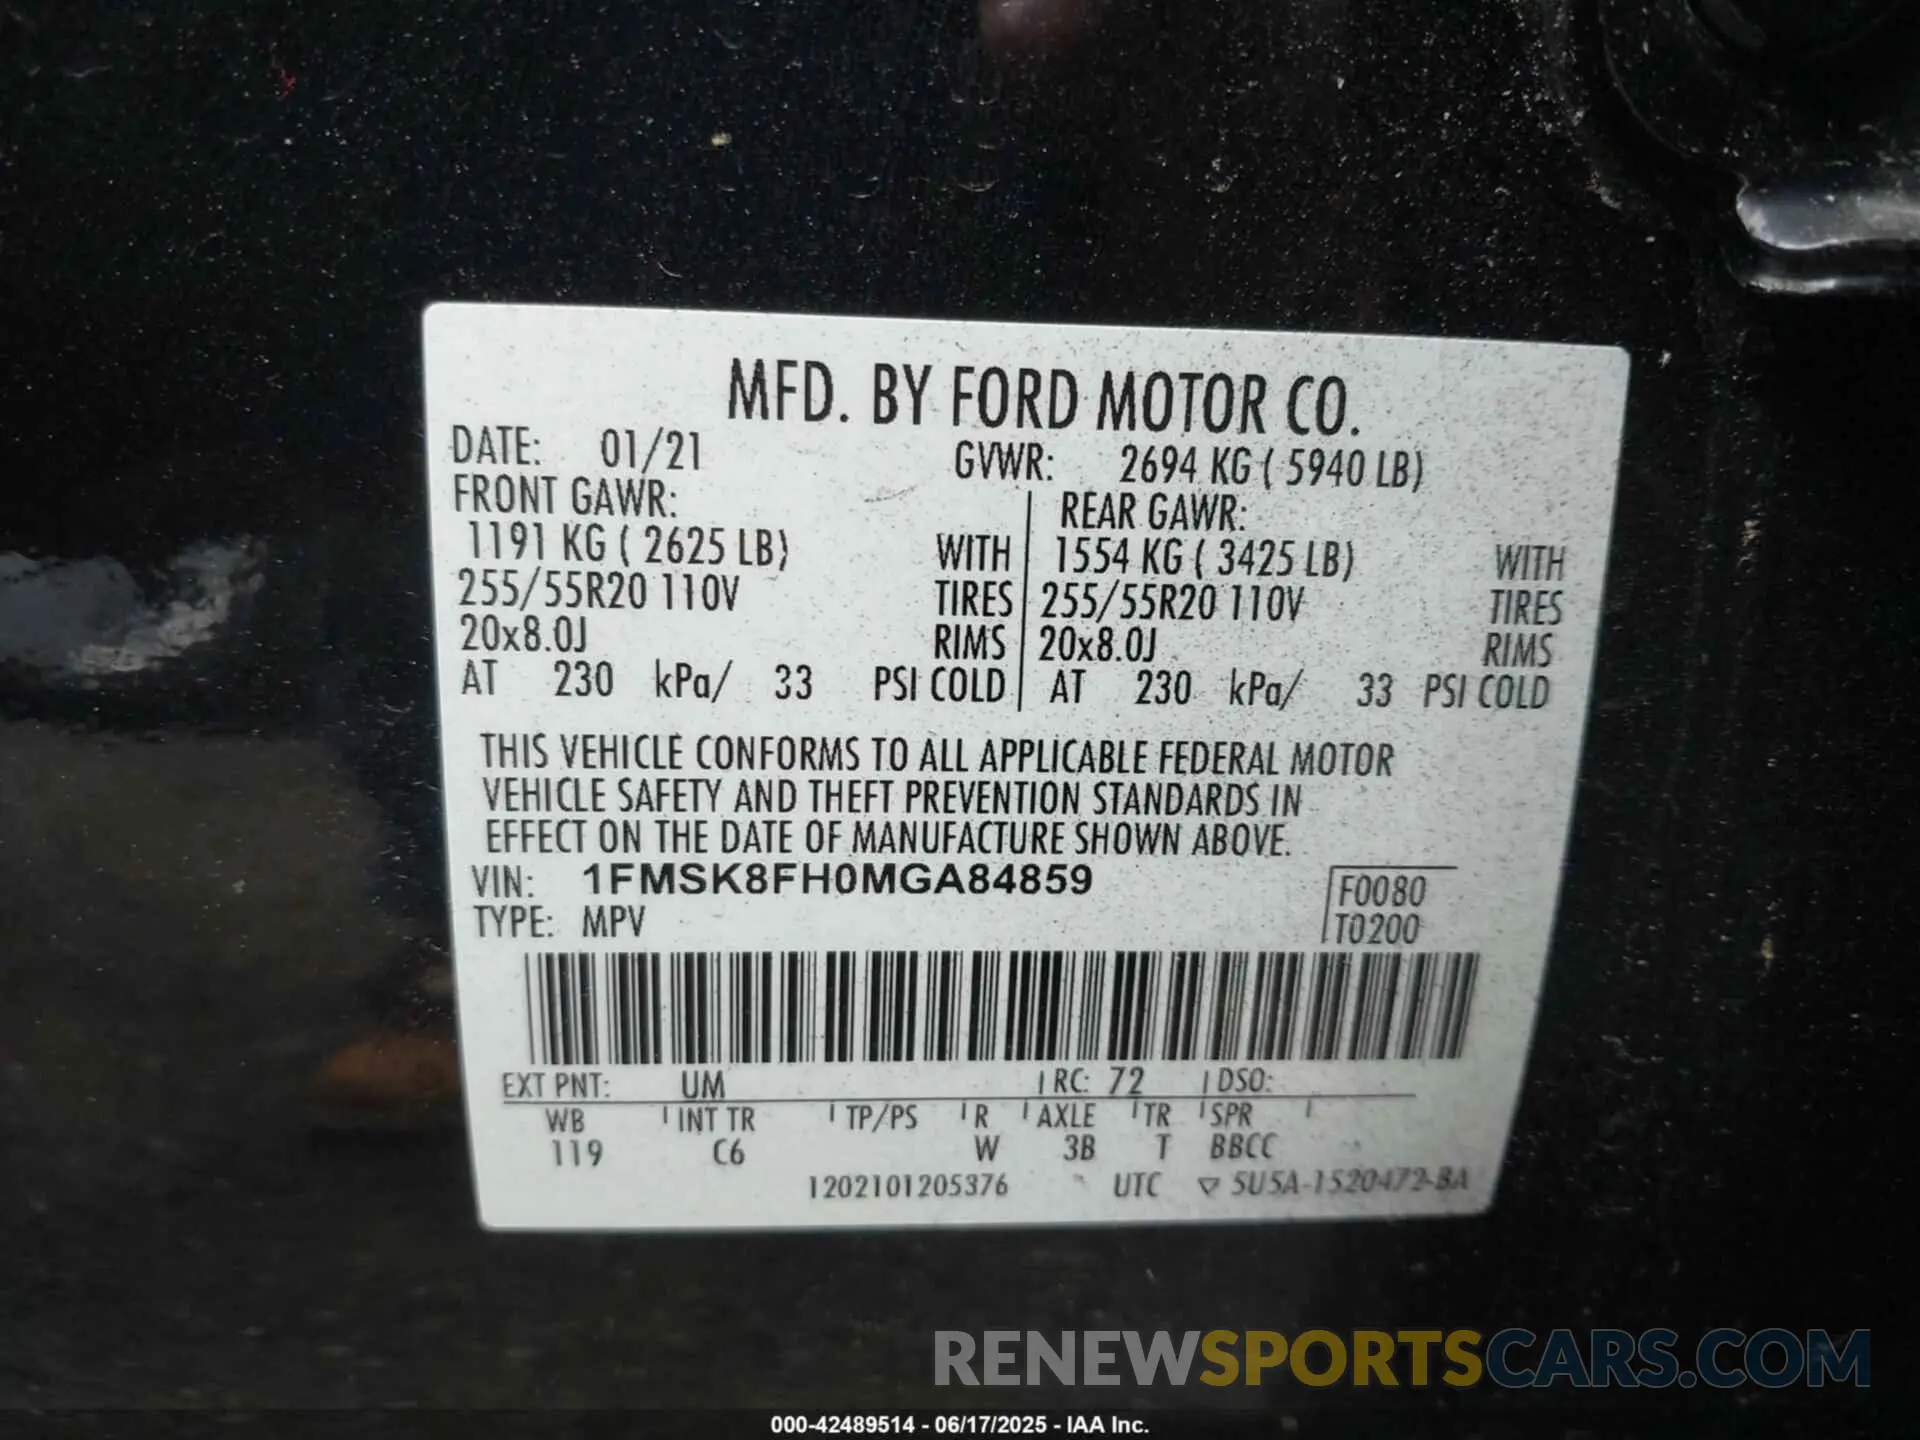 MFD. BY FORD MOTOR CO.
DATE: 01/21 GVWR: 2694 KG ( 5940 LB)
FRONT GAWR: REAR GAWR:
1191 KG ( 2625 LB) WITH 1554 KG ( 3425 LB) WITH
255/55R20 110V TIRES 255/55R20 110V TIRES
20x8.0J RIMS 20x8.0J RIMS
AT 230 kPa/ 33 PSI COLD AT 230 kPa/ 33 PSI COLD
THIS VEHICLE CONFORMS TO ALL APPLICABLE FEDERAL MOTOR
VEHICLE SAFETY AND THEFT PREVENTION STANDARDS IN
EFFECT ON THE DATE OF MANUFACTURE SHOWN ABOVE.
VIN: 1FMSK8FH0MGA84859 F0080
TYPE: MPV T0200
EXT PNT: UM RC: 72 DSO:
WB INT TR TP/PS R AXLE TR SPR
119 C6 W 3B T BBCC
1202101205376 UTC ▽ 5U5A-1520472-BA
RENEWSPORTSCARS.COM
000-42489514 - 06/17/2025 - IAA Inc.